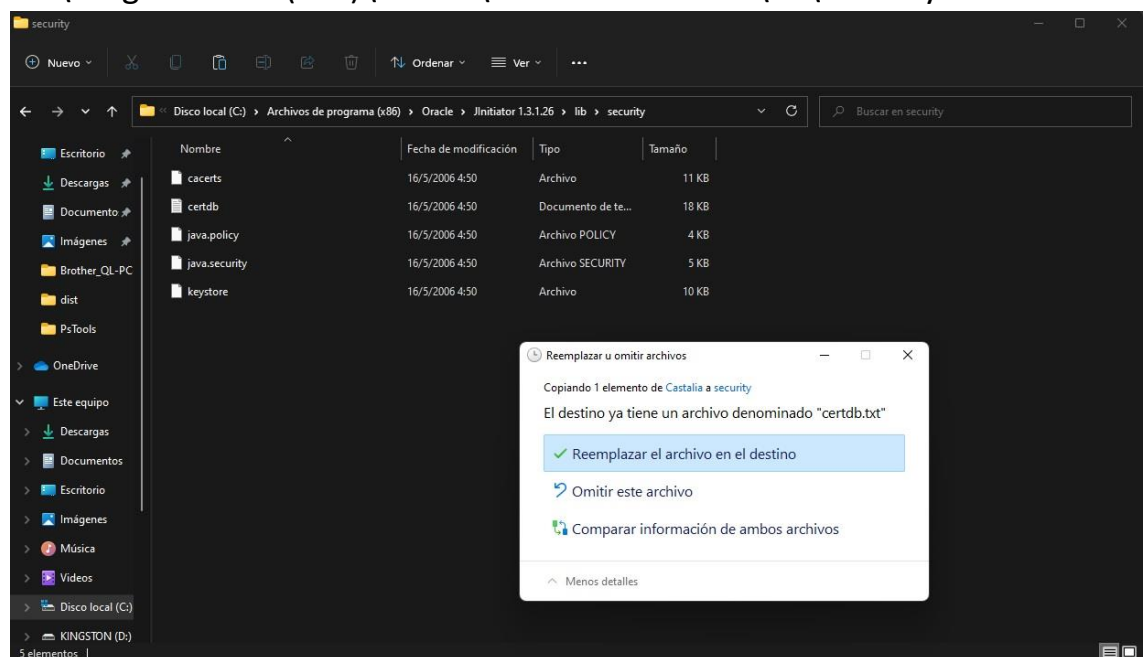 security
Nuevo
Ordenar
Ver
Disco local (C:) > Archivos de programa (x86) > Oracle > JInitiator 1.3.1.26 > lib > security
Buscar en security
Nombre Fecha de modificación Tipo Tamaño
cacerts 16/5/2006 4:50 Archivo 11 KB
certdb 16/5/2006 4:50 Documento de te... 18 KB
java.policy 16/5/2006 4:50 Archivo POLICY 4 KB
java.security 16/5/2006 4:50 Archivo SECURITY 5 KB
keystore 16/5/2006 4:50 Archivo 10 KB
Escritorio
Descargas
Documento
Imágenes
Brother_QL-PC
dist
PsTools
OneDrive
Este equipo
Descargas
Documentos
Escritorio
Imágenes
Música
Videos
Disco local (C:)
KINGSTON (D:)
5 elementos
Reemplazar u omitir archivos
Copiando 1 elemento de Castalia a security
El destino ya tiene un archivo denominado "certdb.txt"
Reemplazar el archivo en el destino
Omitir este archivo
Comparar información de ambos archivos
Menos detalles